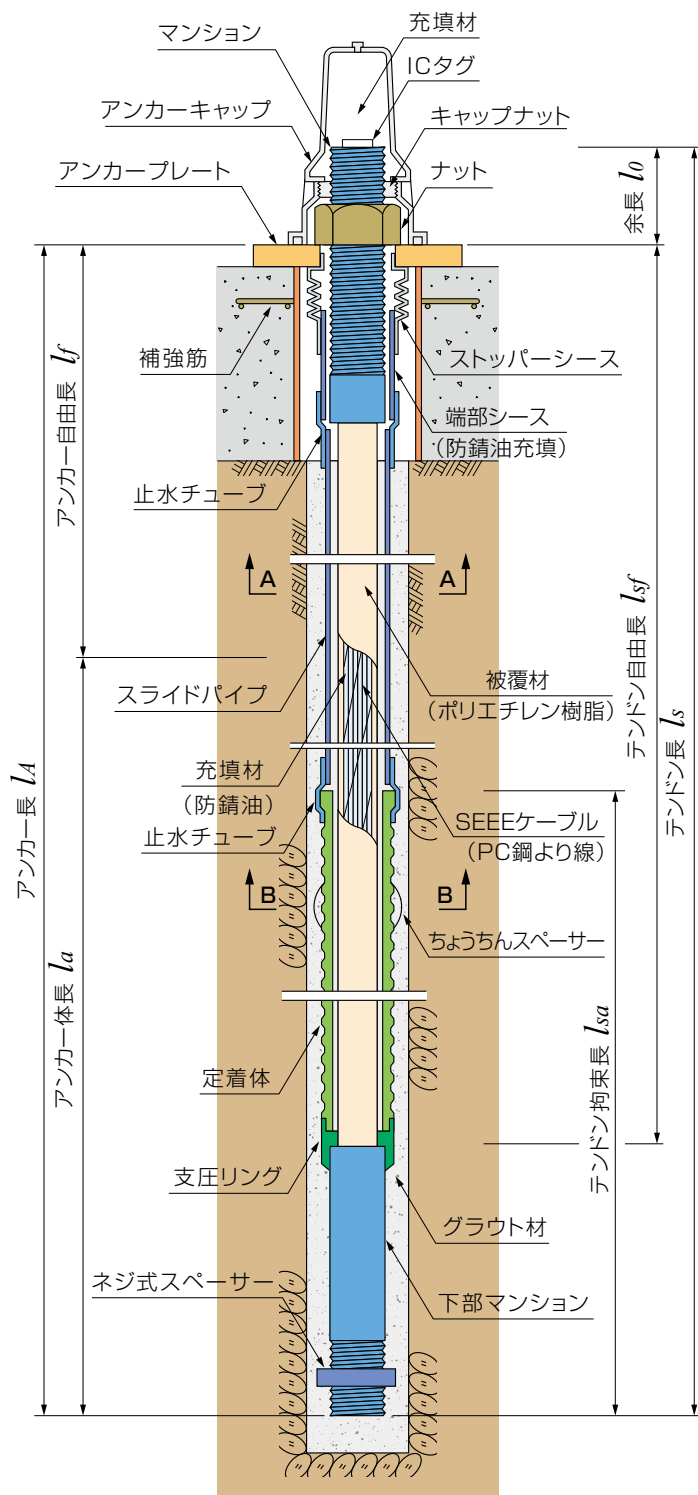 充填材
マンション
ICタグ
アンカーキャップ
キャップナット
アンカープレート
ナット
余長 l0
補強筋
ストッパーシース
端部シース
(防錆油充填)
アンカー自由長 lf
止水チューブ
A
A
テンドン自由長 lsf
スライドパイプ
被覆材
(ポリエチレン樹脂)
テンドン長 ls
アンカー長 lA
充填材
(防錆油)
止水チューブ
SEEEケーブル
(PC鋼より線)
B
B
ちょうちんスペーサー
アンカー体長 la
テンドン拘束長 lsa
定着体
支圧リング
グラウト材
ネジ式スペーサー
下部マンション